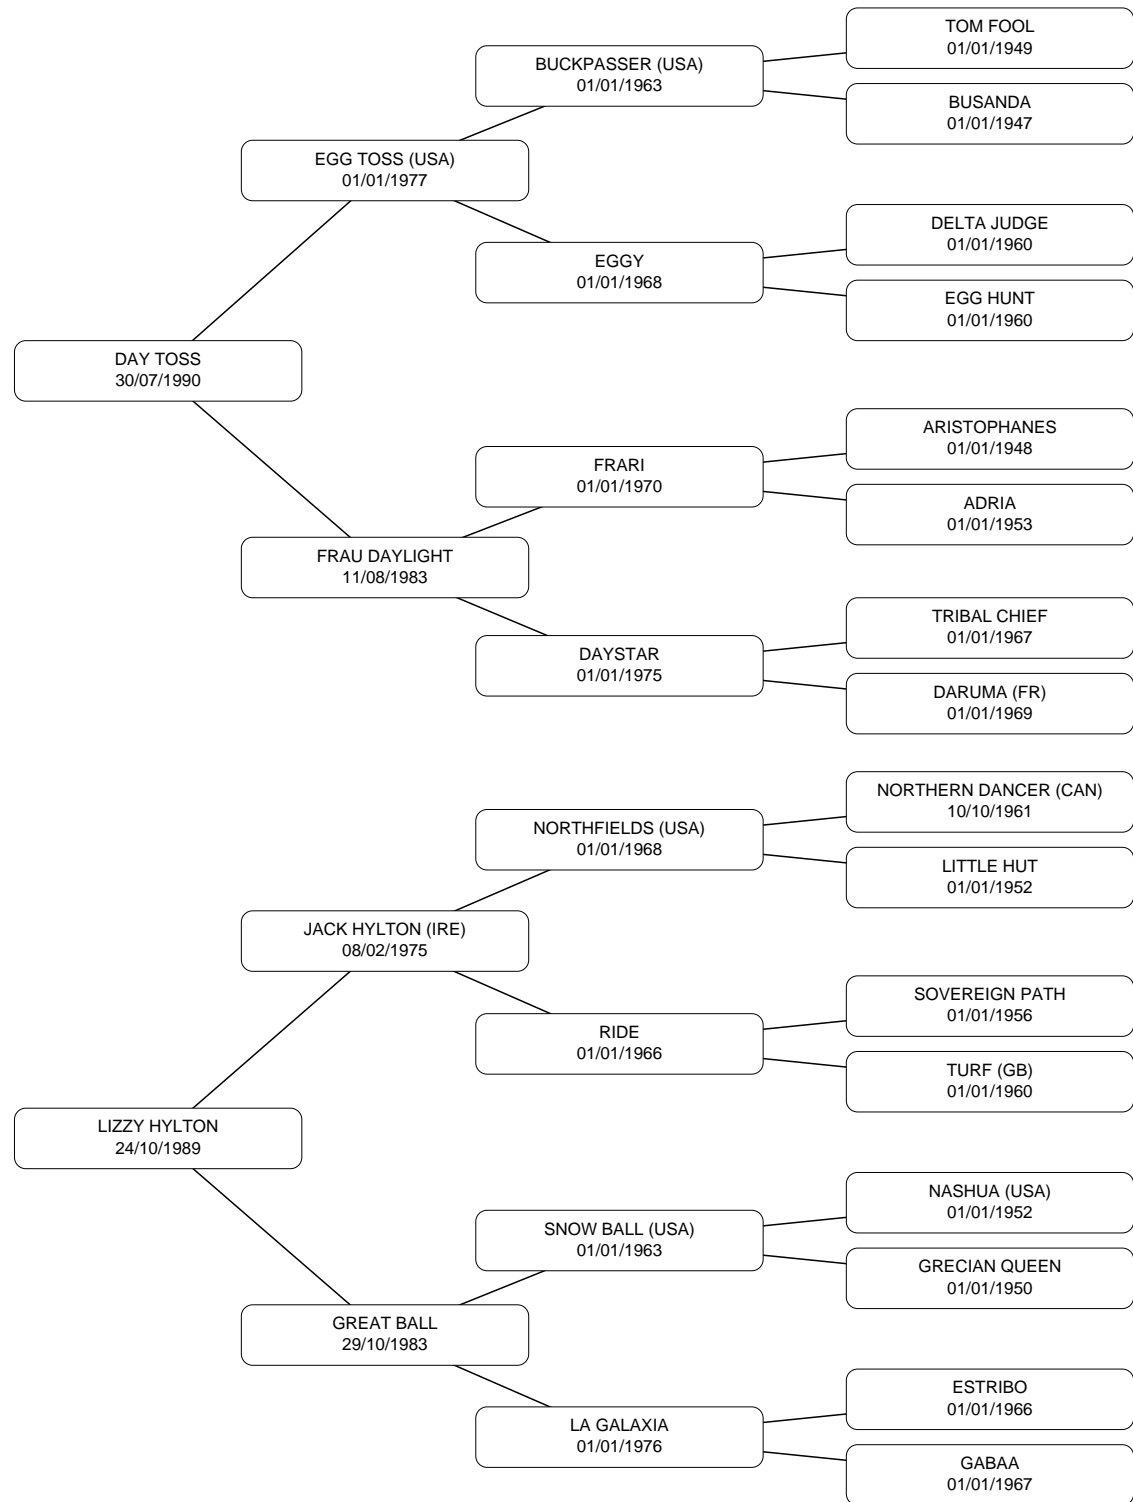 TOM FOOL
01/01/1949
BUCKPASSER (USA)
01/01/1963
BUSANDA
01/01/1947
EGG TOSS (USA)
01/01/1977
DELTA JUDGE
01/01/1960
EGGY
01/01/1968
EGG HUNT
01/01/1960
DAY TOSS
30/07/1990
ARISTOPHANES
01/01/1948
FRARI
01/01/1970
ADRIA
01/01/1953
FRAU DAYLIGHT
11/08/1983
TRIBAL CHIEF
01/01/1967
DAYSTAR
01/01/1975
DARUMA (FR)
01/01/1969
NORTHERN DANCER (CAN)
10/10/1961
NORTHFIELDS (USA)
01/01/1968
LITTLE HUT
01/01/1952
JACK HYLTON (IRE)
08/02/1975
SOVEREIGN PATH
01/01/1956
RIDE
01/01/1966
TURF (GB)
01/01/1960
LIZZY HYLTON
24/10/1989
NASHUA (USA)
01/01/1952
SNOW BALL (USA)
01/01/1963
GRECIAN QUEEN
01/01/1950
GREAT BALL
29/10/1983
ESTRIBO
01/01/1966
LA GALAXIA
01/01/1976
GABAA
01/01/1967